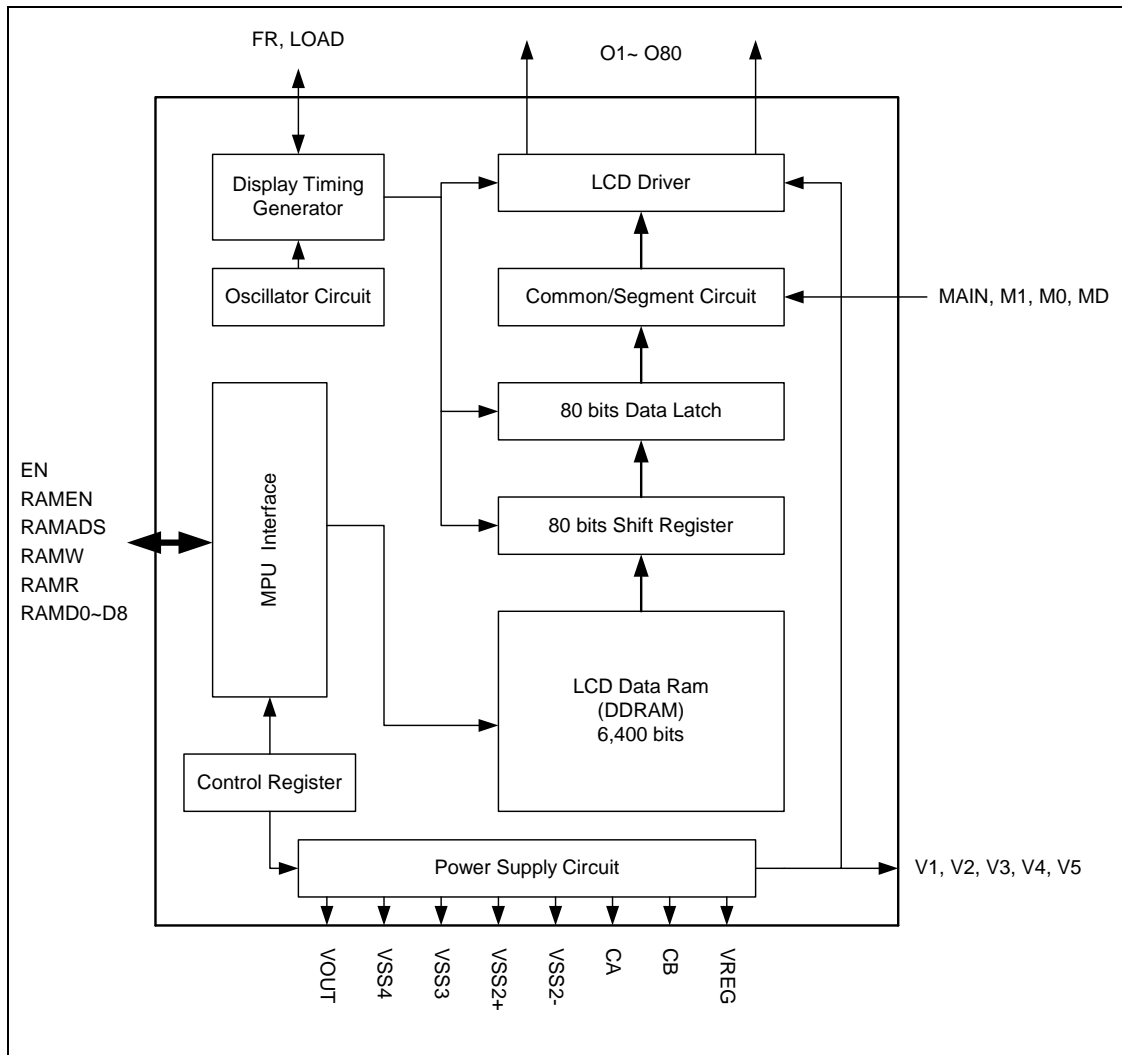 FR, LOAD
O1~ O80
Display Timing
Generator
LCD Driver
Oscillator Circuit
Common/Segment Circuit
MAIN, M1, M0, MD
80 bits Data Latch
EN
RAMEN
RAMADS
RAMW
RAMR
RAMD0~D8
MPU Interface
80 bits Shift Register
LCD Data Ram
(DDRAM)
6,400 bits
Control Register
Power Supply Circuit
V1, V2, V3, V4, V5
VOUT
VSS4
VSS3
VSS2+
VSS2-
CA
CB
VREG